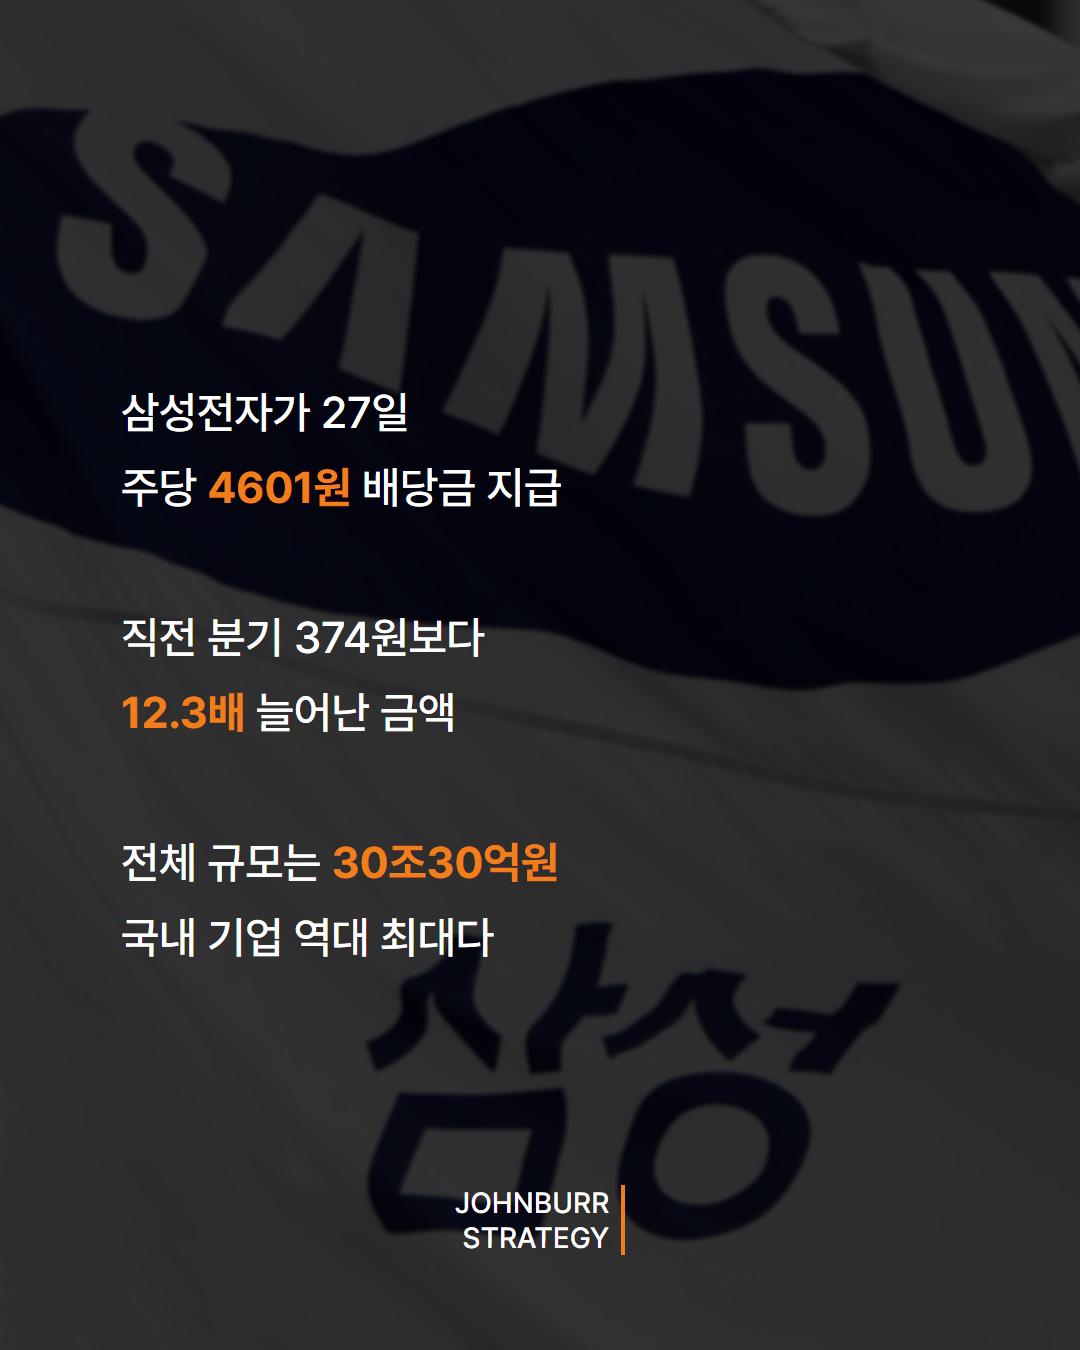 SAMSUN
삼성전자가 27일
주당 4601원 배당금 지급
직전 분기 374원보다
12.3배 늘어난 금액
전체 규모는 30조30억원
국내 기업 역대 최대다
삼성
JOHNBURR
STRATEGY